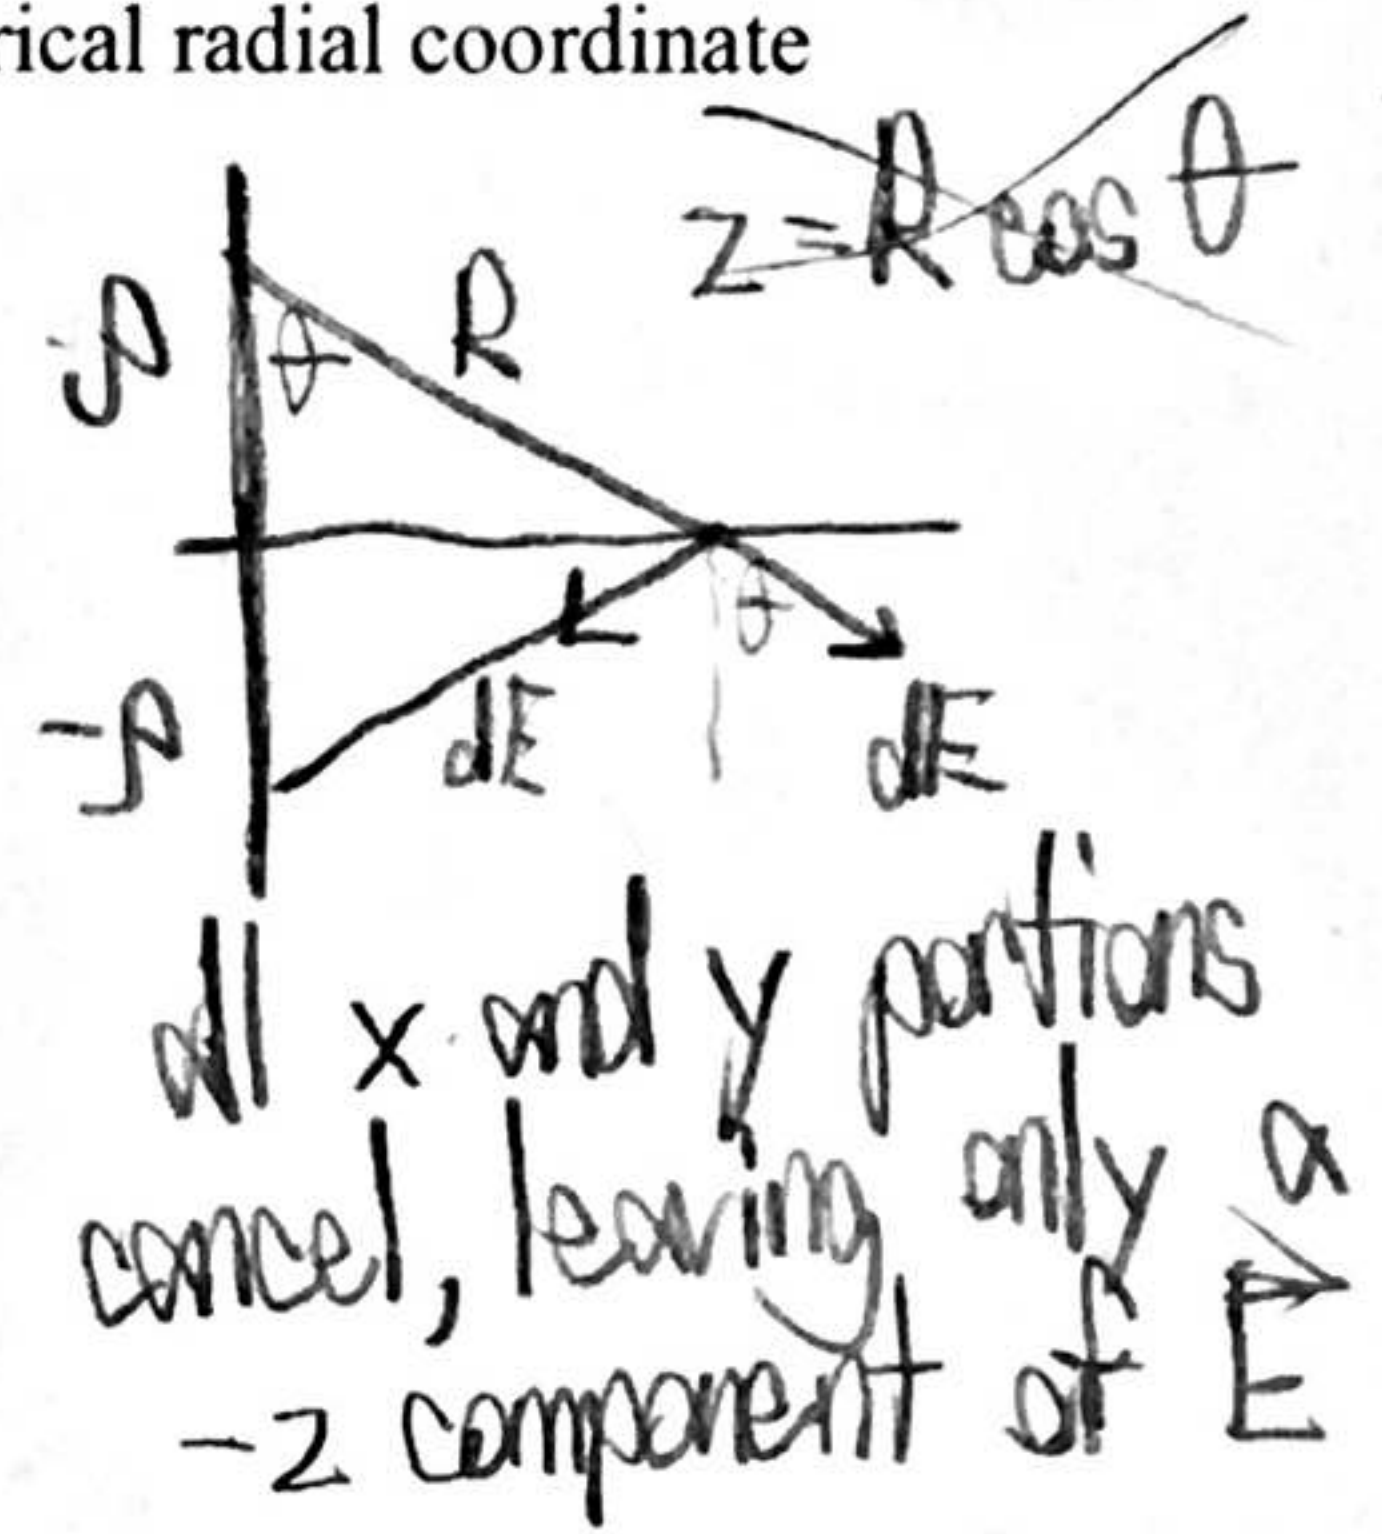 rical radial coordinate
z = R cos θ
ρ
θ
R
θ
-ρ
dE
dE
all x and y portions
cancel, leaving only a
-z component of E⃗